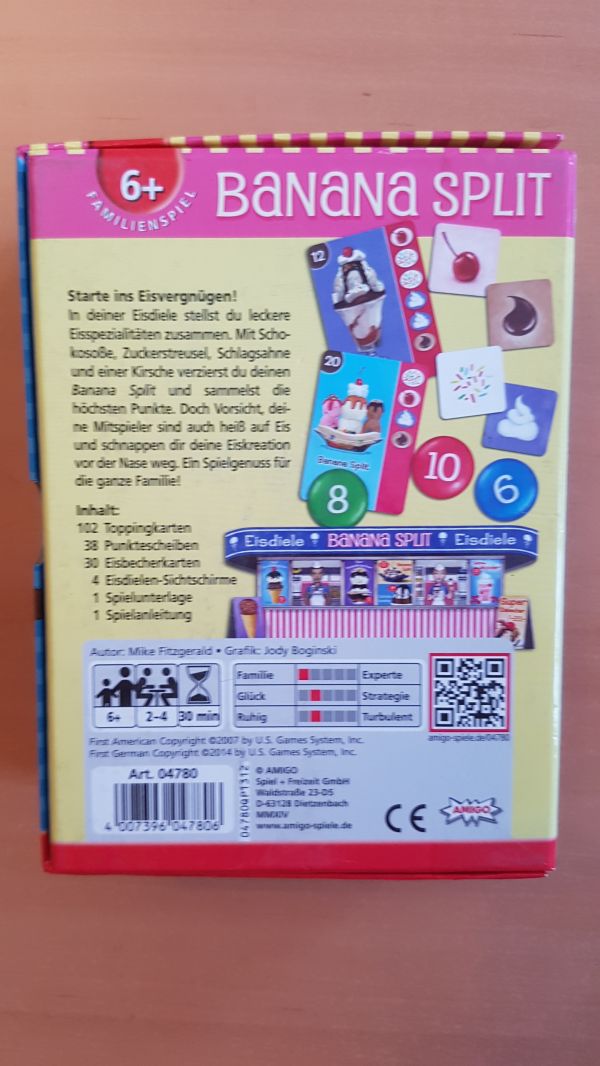 6+
FAMILIENSPIEL
BANANA SPLIT
Starte ins Eisvergnügen!
In deiner Eisdiele stellst du leckere
Eisspezialitäten zusammen. Mit Scho-
kosoße, Zuckerstreusel, Schlagsahne
und einer Kirsche verzierst du deinen
Banana Split und sammelst die
höchsten Punkte. Doch Vorsicht, dei-
ne Mitspieler sind auch heiß auf Eis
und schnappen dir deine Eiskreation
vor der Nase weg. Ein Spielgenuss für
die ganze Familie!
12
20
Banana Split
8
10
6
Inhalt:
102 Toppingkarten
38 Punktescheiben
30 Eisbecherkarten
4 Eisdielen-Sichtschirme
1 Spielunterlage
1 Spielanleitung
Eisdiele BANANA SPLIT Eisdiele
Autor: Mike Fitzgerald • Grafik: Jody Boginski
6+ 2-4 30 min
Familie Experte
Glück Strategie
Ruhig Turbulent
amigo-spiele.de/04780
First American Copyright ©2007 by U.S. Games System, Inc.
First German Copyright ©2014 by U.S. Games System, Inc.
Art. 04780
4 007396 047806
04780GP1312
© AMIGO
Spiel + Freizeit GmbH
Waldstraße 23-D5
D-63128 Dietzenbach
MMXIV
www.amigo-spiele.de
CE
AMIGO